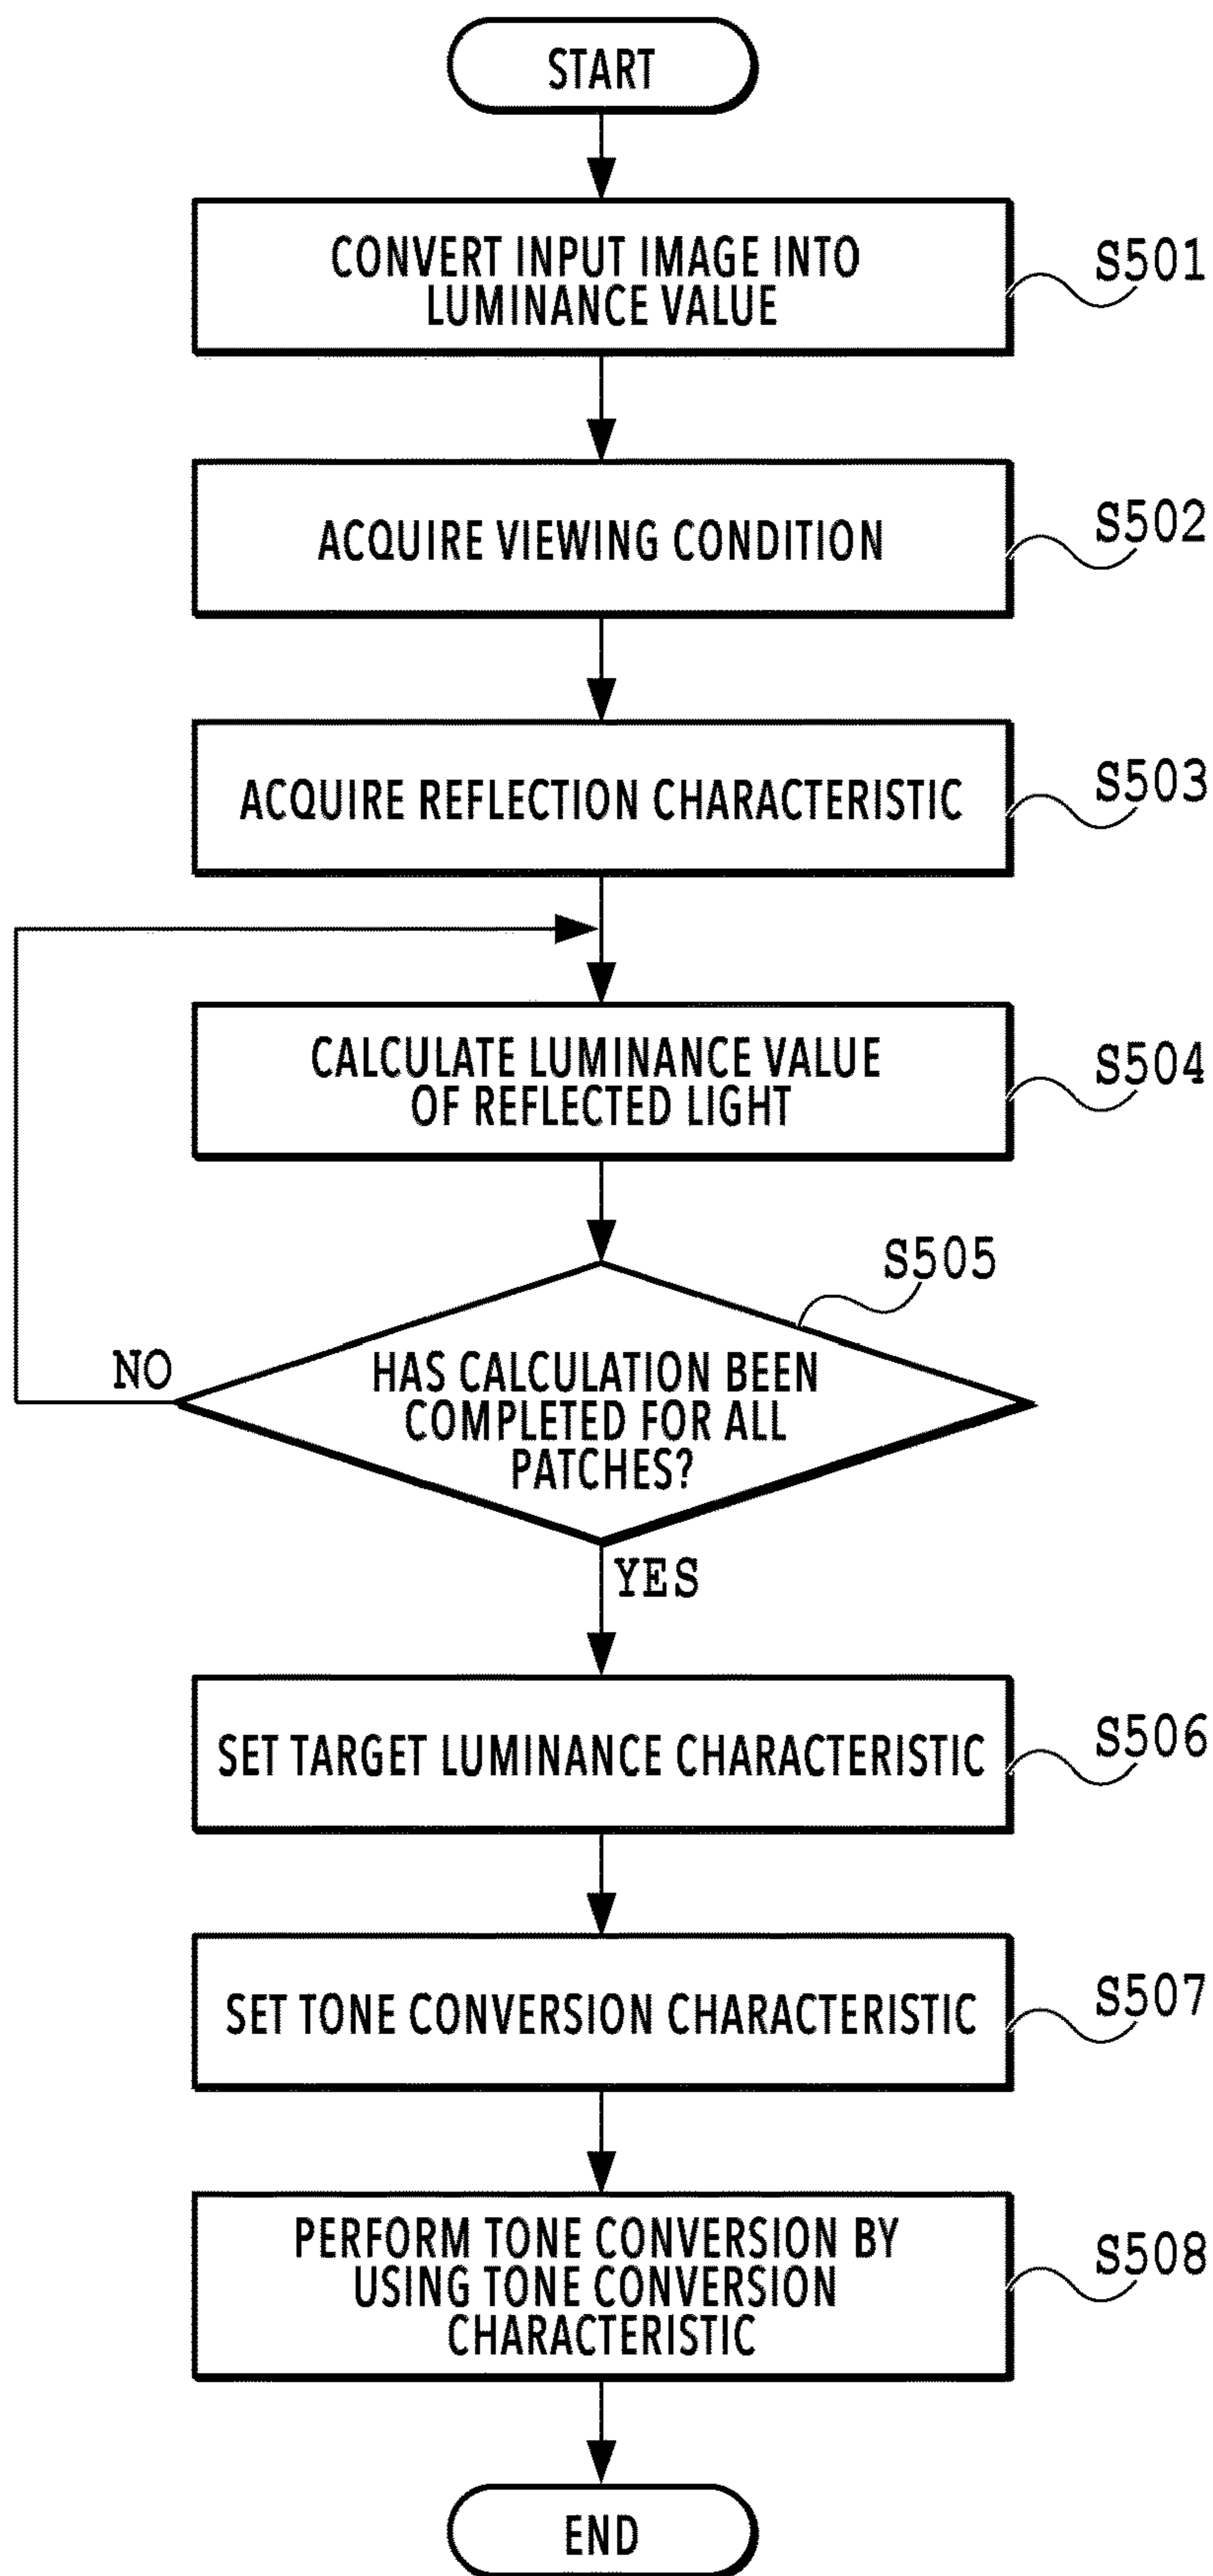 START
CONVERT INPUT IMAGE INTO
LUMINANCE VALUE
S501
ACQUIRE VIEWING CONDITION
S502
ACQUIRE REFLECTION CHARACTERISTIC
S503
CALCULATE LUMINANCE VALUE
OF REFLECTED LIGHT
S504
S505
NO
HAS CALCULATION BEEN
COMPLETED FOR ALL
PATCHES?
YES
SET TARGET LUMINANCE CHARACTERISTIC
S506
SET TONE CONVERSION CHARACTERISTIC
S507
PERFORM TONE CONVERSION BY
USING TONE CONVERSION
CHARACTERISTIC
S508
END